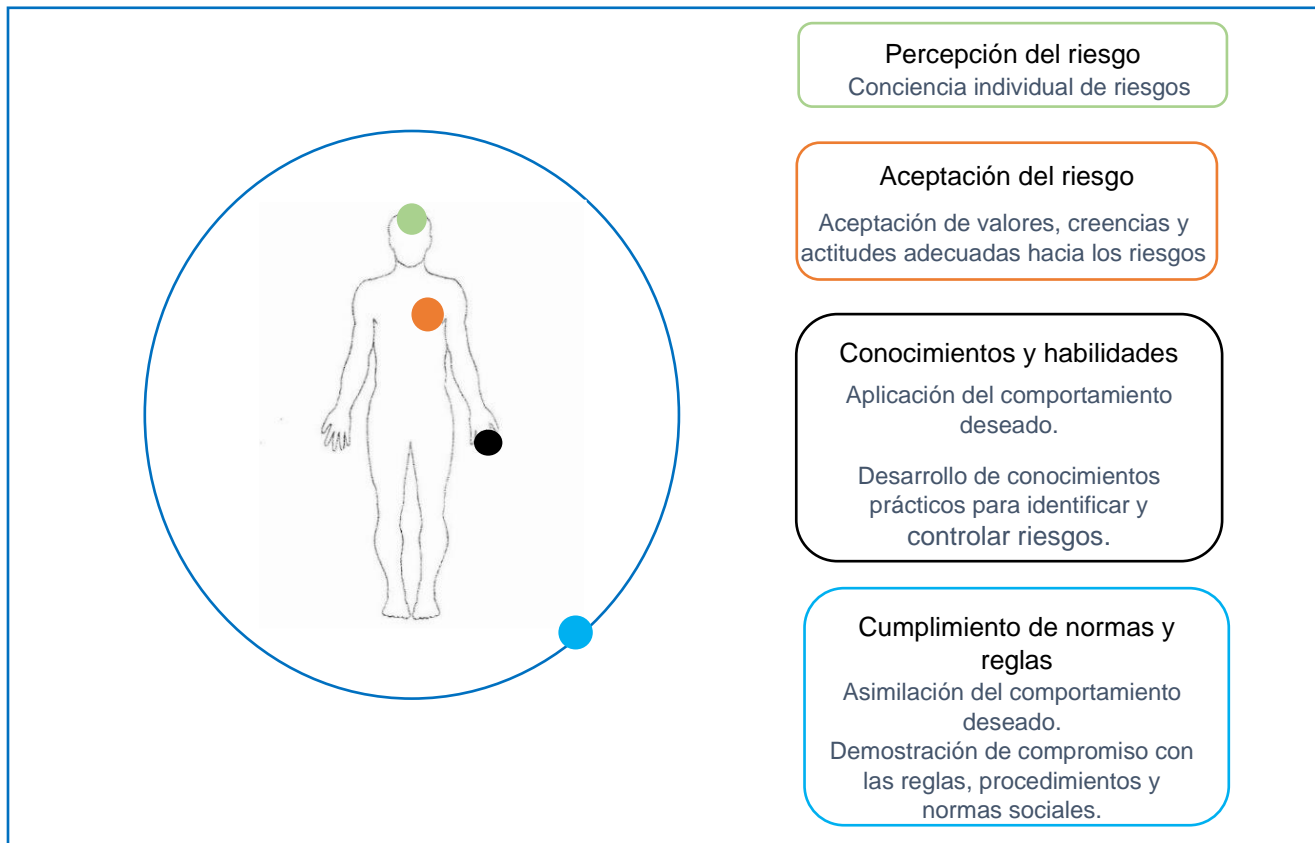 Percepción del riesgo
Conciencia individual de riesgos
Aceptación del riesgo
Aceptación de valores, creencias y
actitudes adecuadas hacia los riesgos
Conocimientos y habilidades
Aplicación del comportamiento
deseado.
Desarrollo de conocimientos
prácticos para identificar y
controlar riesgos.
Cumplimiento de normas y
reglas
Asimilación del comportamiento
deseado.
Demostración de compromiso con
las reglas, procedimientos y
normas sociales.